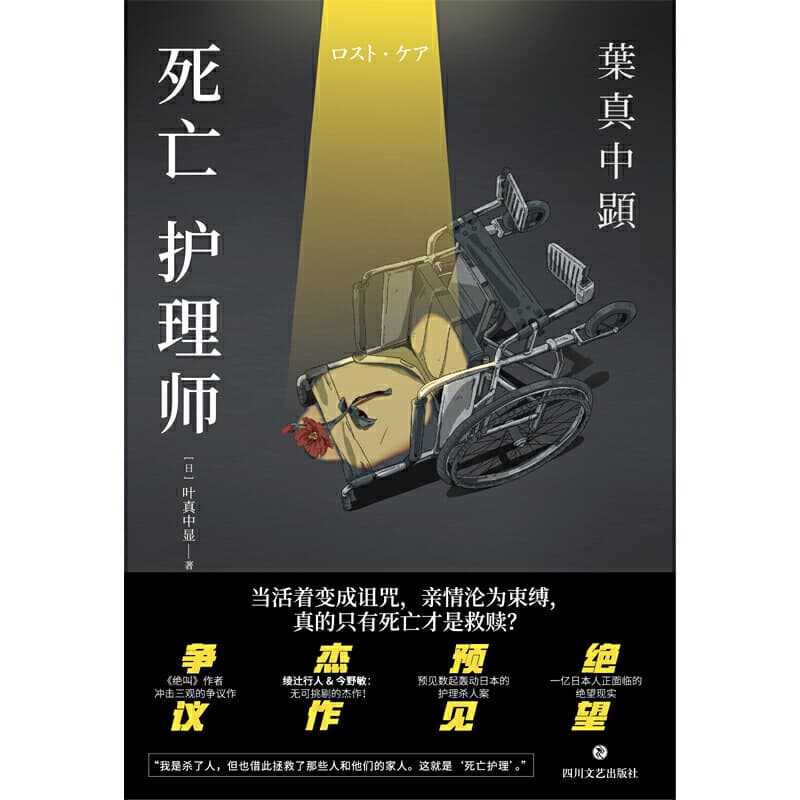 ロスト・ケア
葉真中顕
死亡 护理师
［日］叶真中显——著
当活着变成诅咒，亲情沦为束缚，
真的只有死亡才是救赎？
争议
《绝叫》作者
冲击三观的争议作
杰作
绫辻行人 & 今野敏：
无可挑剔的杰作！
预见
预见数起轰动日本的
护理杀人案
绝望
一亿日本人正面临的
绝望现实
“我是杀了人，但也借此拯救了那些人和他们的家人。这就是‘死亡护理’。”
四川文艺出版社